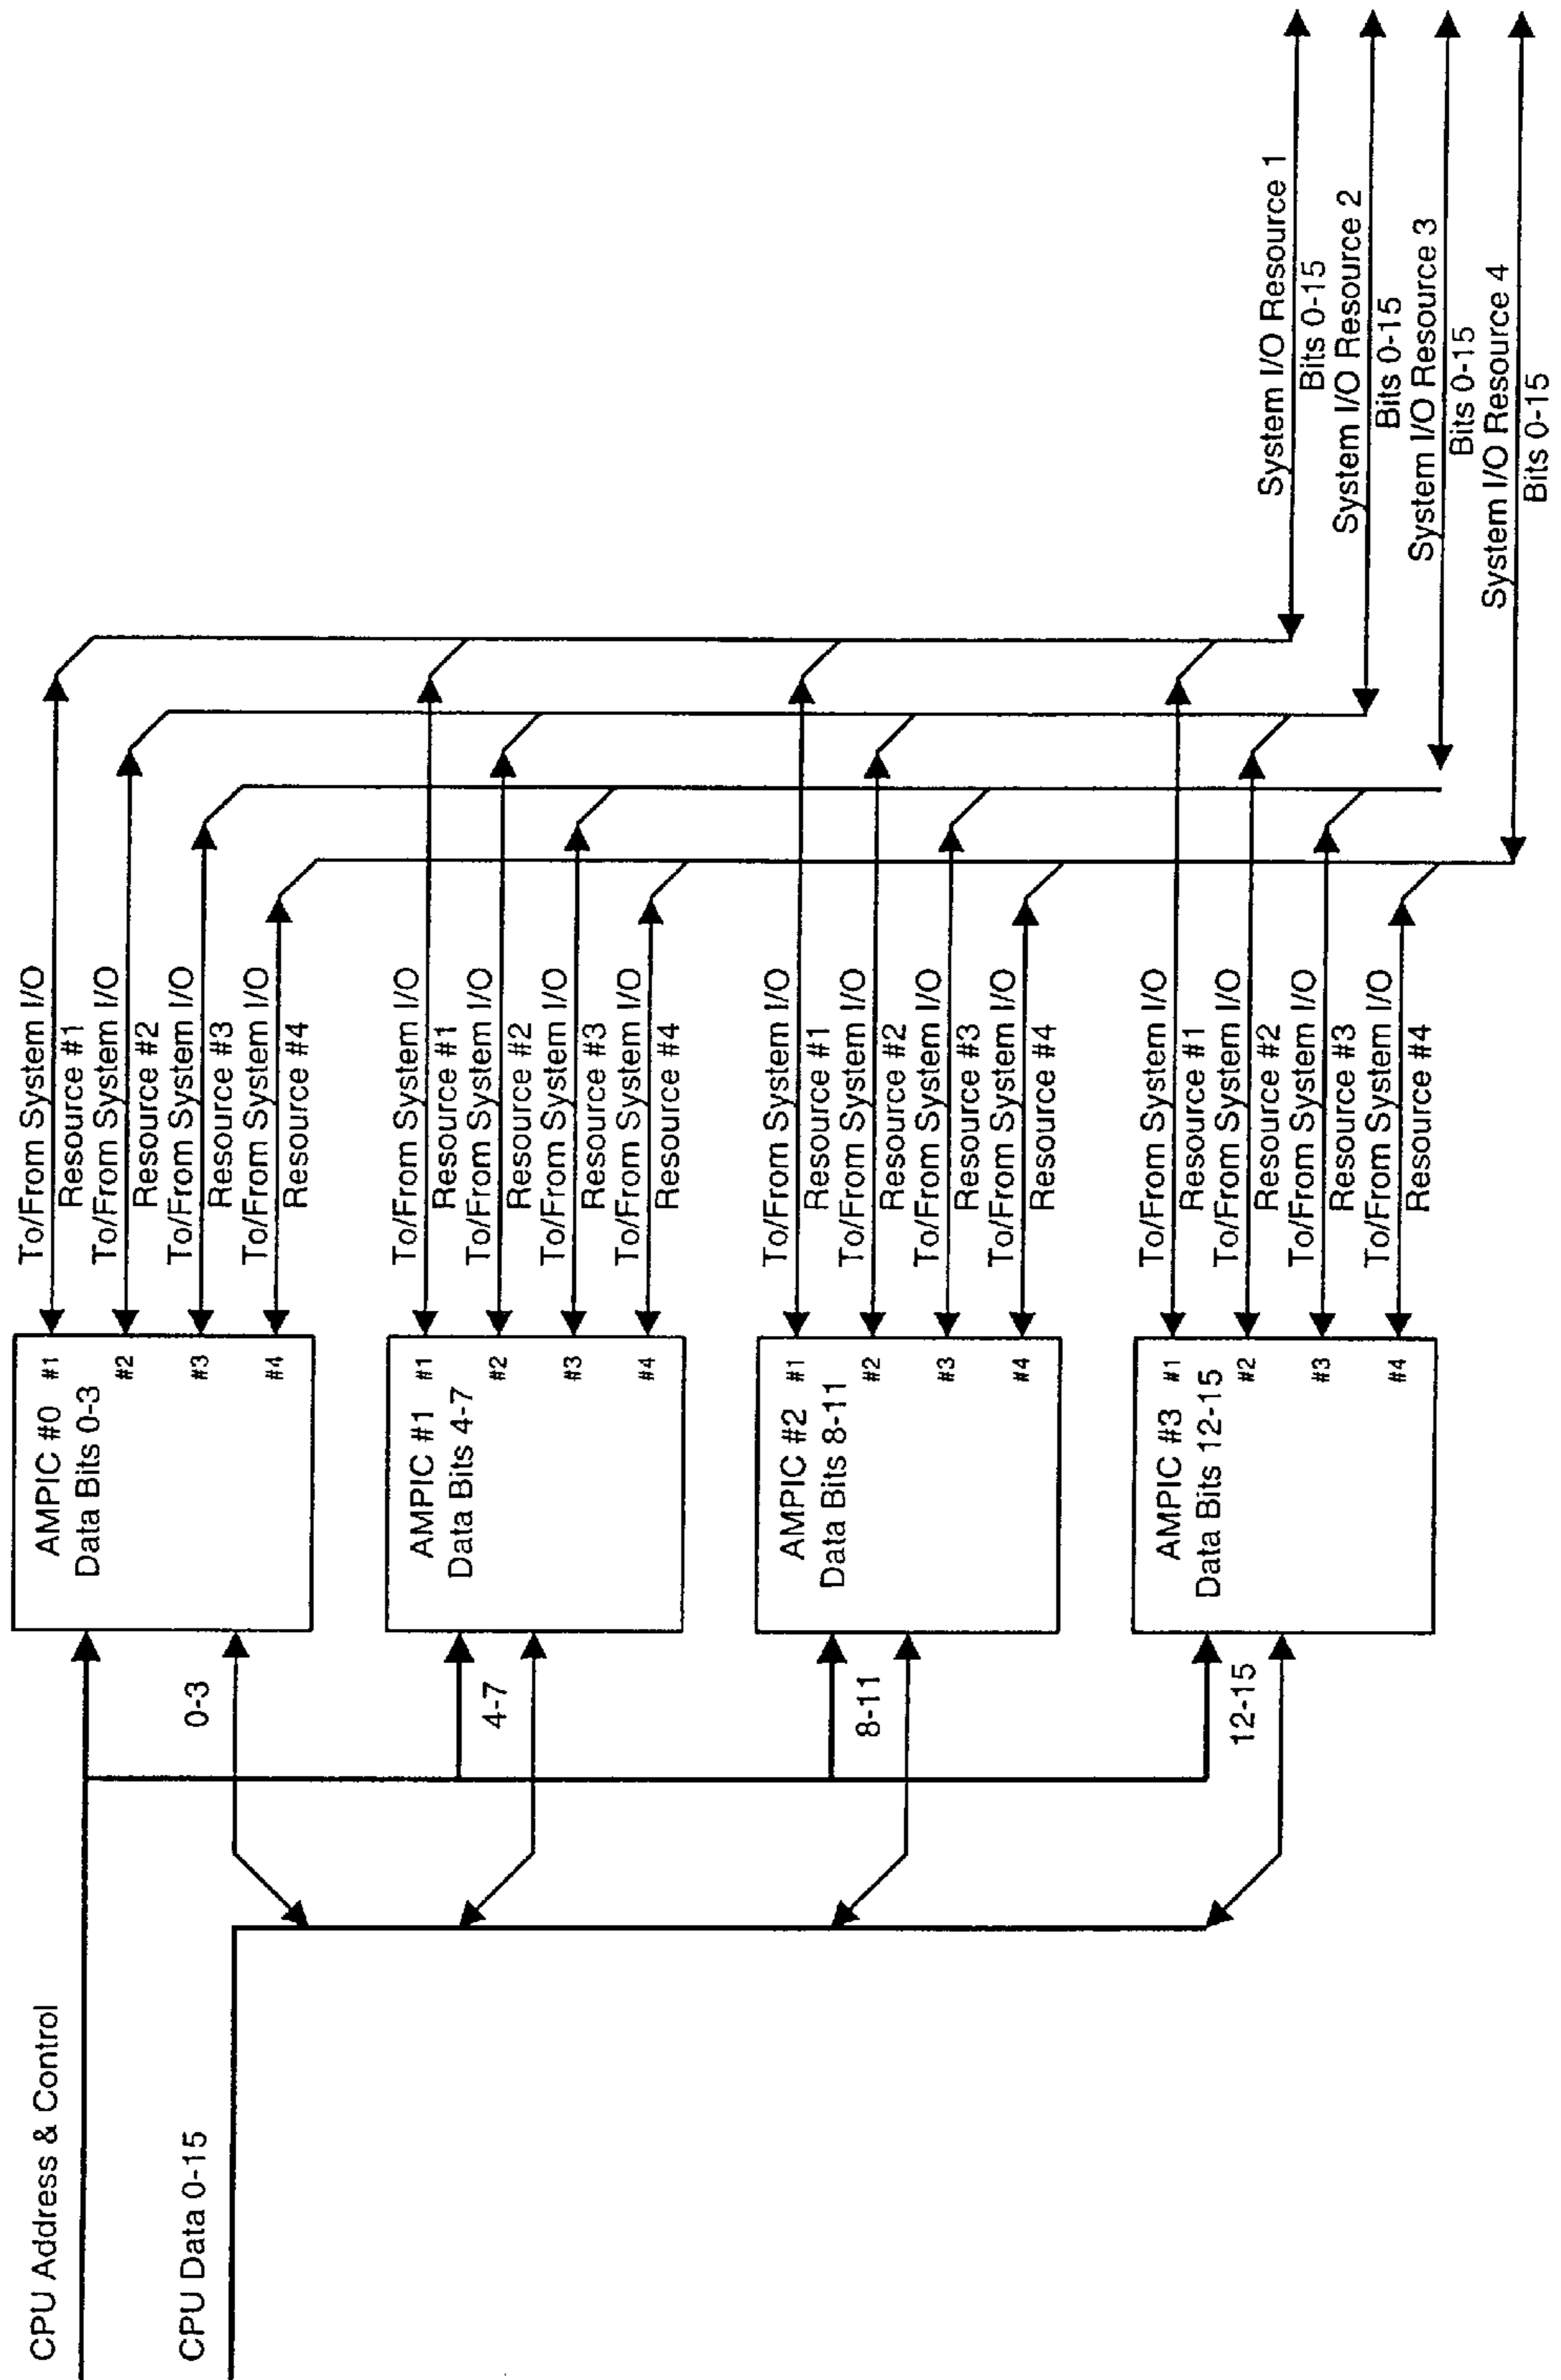 CPU Address & Control
CPU Data 0-15
0-3
4-7
8-11
12-15
AMPIC #0
Data Bits 0-3
#1
#2
#3
#4
AMPIC #1
Data Bits 4-7
#1
#2
#3
#4
AMPIC #2
Data Bits 8-11
#1
#2
#3
#4
AMPIC #3
Data Bits 12-15
#1
#2
#3
#4
To/From System I/O
Resource #1
To/From System I/O
Resource #2
To/From System I/O
Resource #3
To/From System I/O
Resource #4
To/From System I/O
Resource #1
To/From System I/O
Resource #2
To/From System I/O
Resource #3
To/From System I/O
Resource #4
To/From System I/O
Resource #1
To/From System I/O
Resource #2
To/From System I/O
Resource #3
To/From System I/O
Resource #4
To/From System I/O
Resource #1
To/From System I/O
Resource #2
To/From System I/O
Resource #3
To/From System I/O
Resource #4
System I/O Resource 1
Bits 0-15
System I/O Resource 2
Bits 0-15
System I/O Resource 3
Bits 0-15
System I/O Resource 4
Bits 0-15